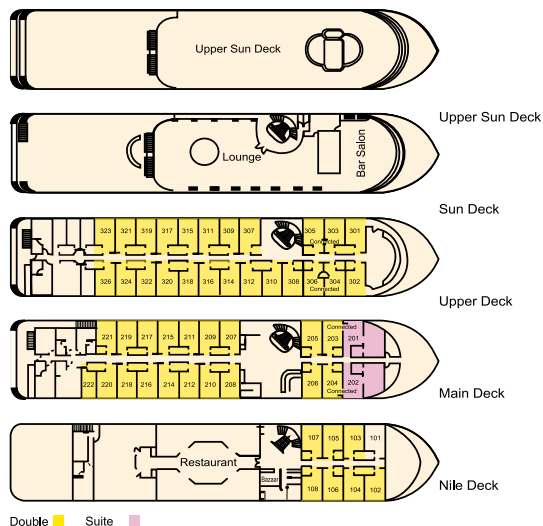 Upper Sun Deck
Upper Sun Deck
Lounge
Bar Salon
Sun Deck
323 321 319 317 315 311 309 307 305 303 301
Connected
326 324 322 320 318 316 314 312 310 308 306 304 302
Connected
Upper Deck
Connected
221 219 217 215 211 209 207 205 203 201
222 220 218 216 214 212 210 208 206 204 202
Connected
Main Deck
107 105 103 101
Restaurant
Bazaar
108 106 104 102
Nile Deck
Double Suite